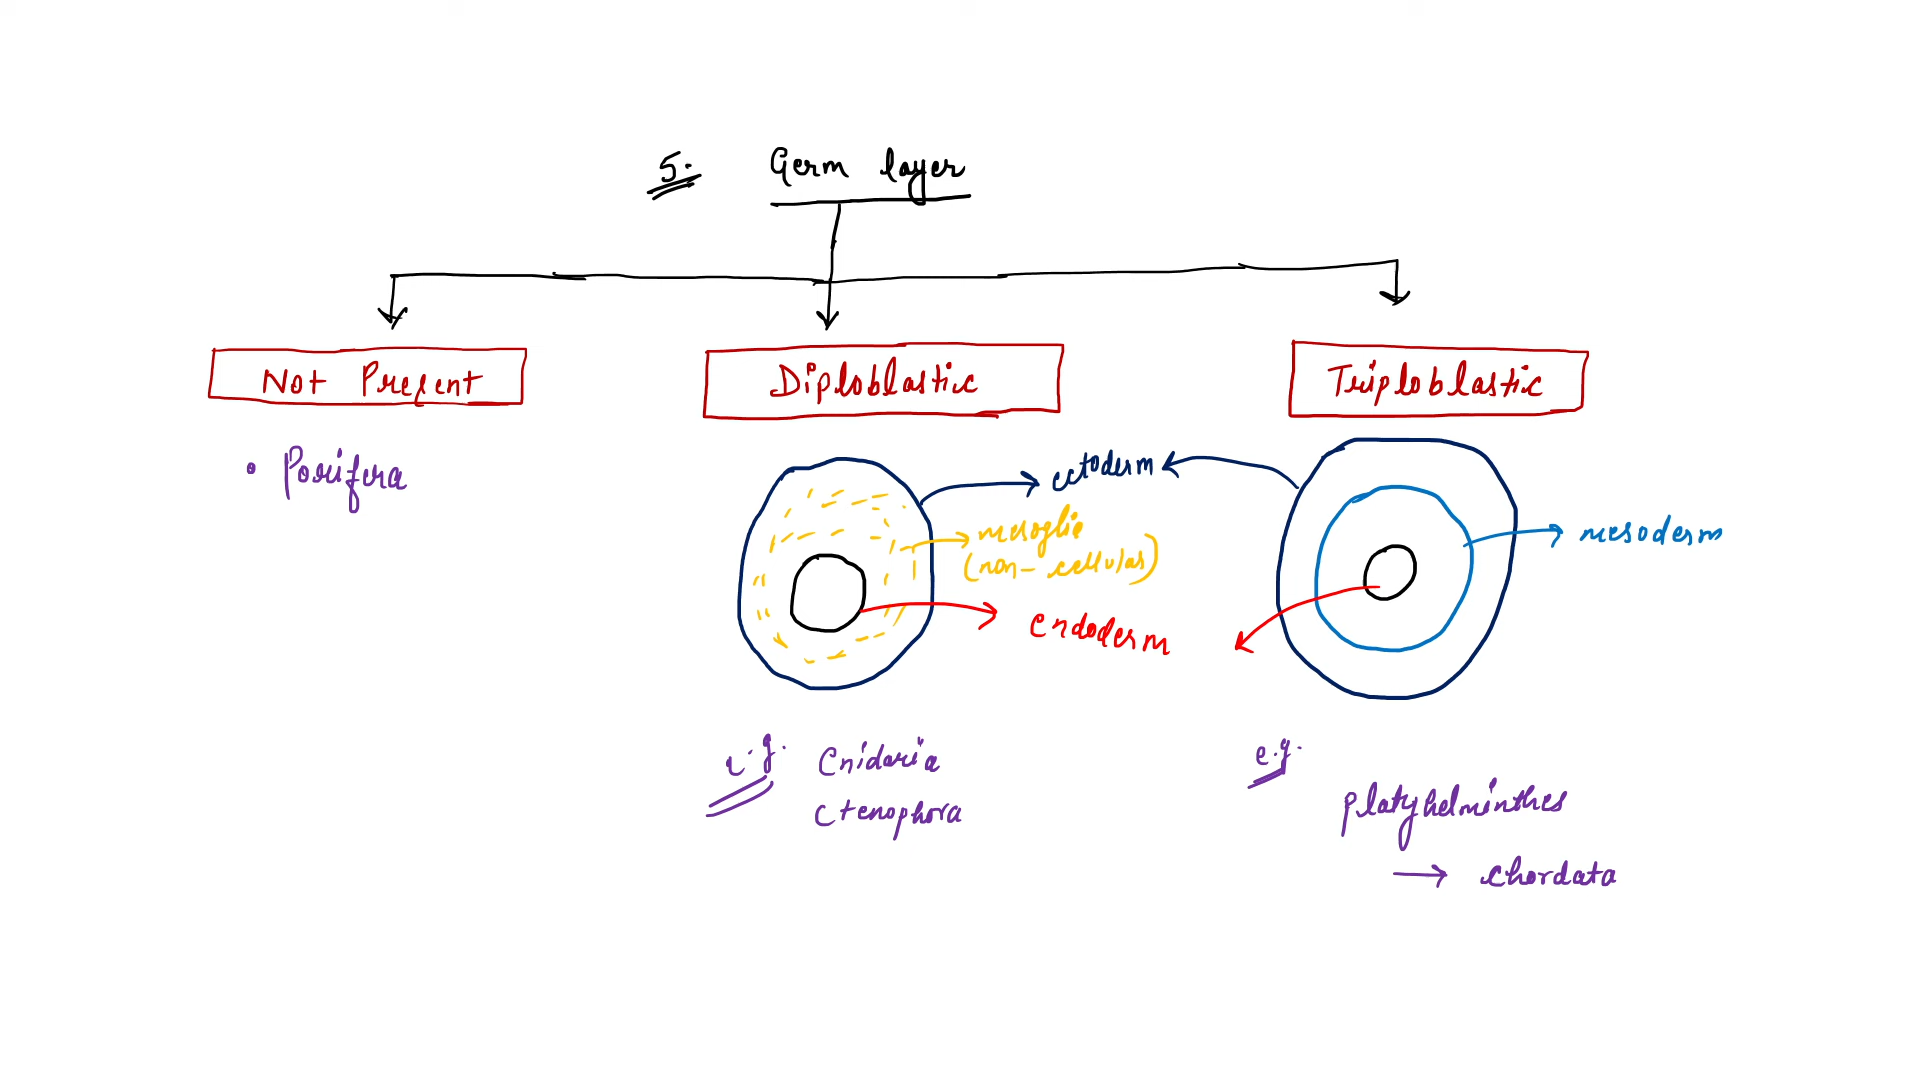 5. Germ layer
Not Present
Diploblastic
Triploblastic
• Porifera
ectoderm
mesoglia
(non-cellular)
endoderm
mesoderm
e.g. Cnidaria
Ctenophora
e.g.
Platyhelminthes
→ Chordata